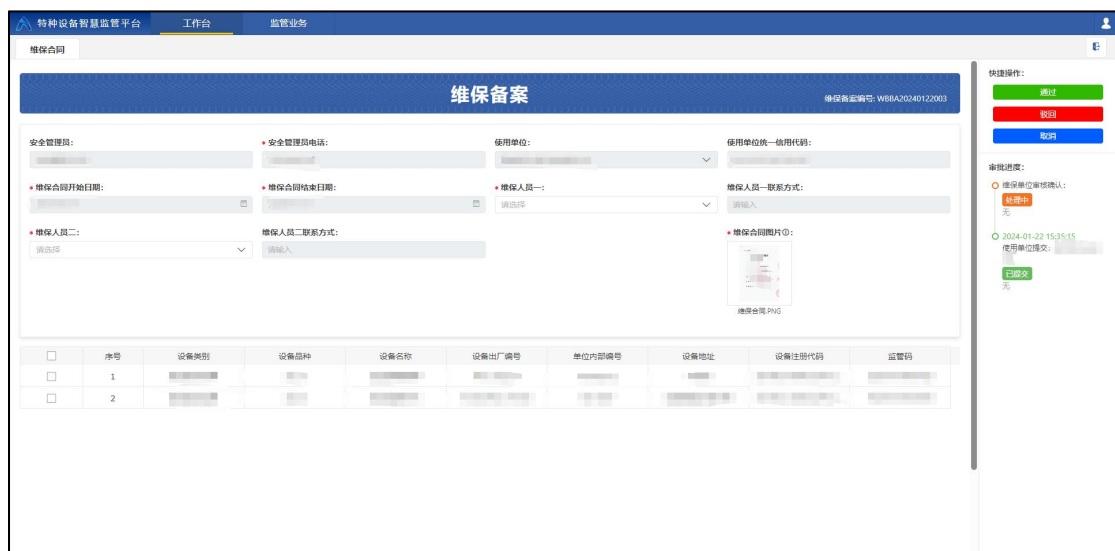 特种设备智慧监管平台 工作台 监管业务
维保合同
维保备案
维保备案编号: WBBA20240122003
快捷操作:
通过
驳回
取消
安全管理员:
* 安全管理员电话:
使用单位:
使用单位统一信用代码:
* 维保合同开始日期:
* 维保合同结束日期:
* 维保人员一:
请选择
维保人员一联系方式:
请输入
* 维保人员二:
请选择
维保人员二联系方式:
请输入
* 维保合同图片①:
维保合同.PNG
审批进度:
维保单位审核确认:
处理中
无
2024-01-22 15:35:15
使用单位提交:
已提交
无
序号 设备类别 设备品种 设备名称 设备出厂编号 单位内部编号 设备地址 设备注册代码 监管码
1
2